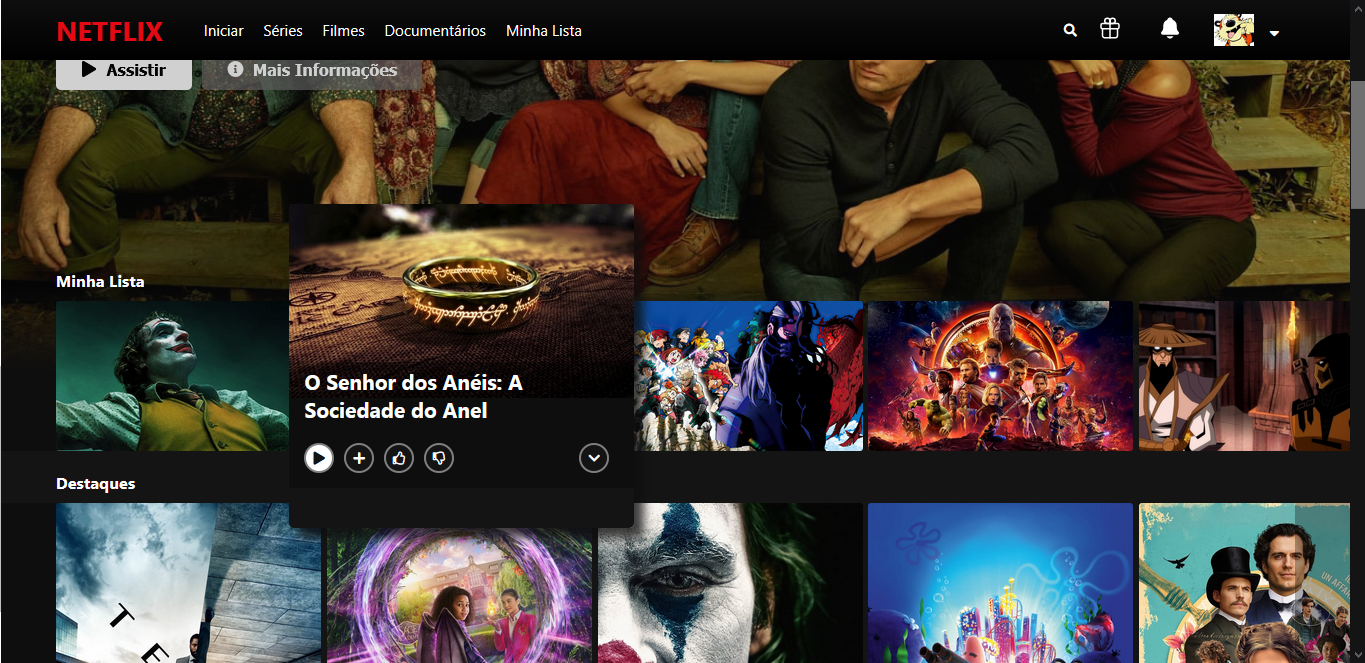 NETFLIX
Iniciar
Séries
Filmes
Documentários
Minha Lista
Assistir
Mais Informações
Minha Lista
O Senhor dos Anéis: A
Sociedade do Anel
Destaques
T
E